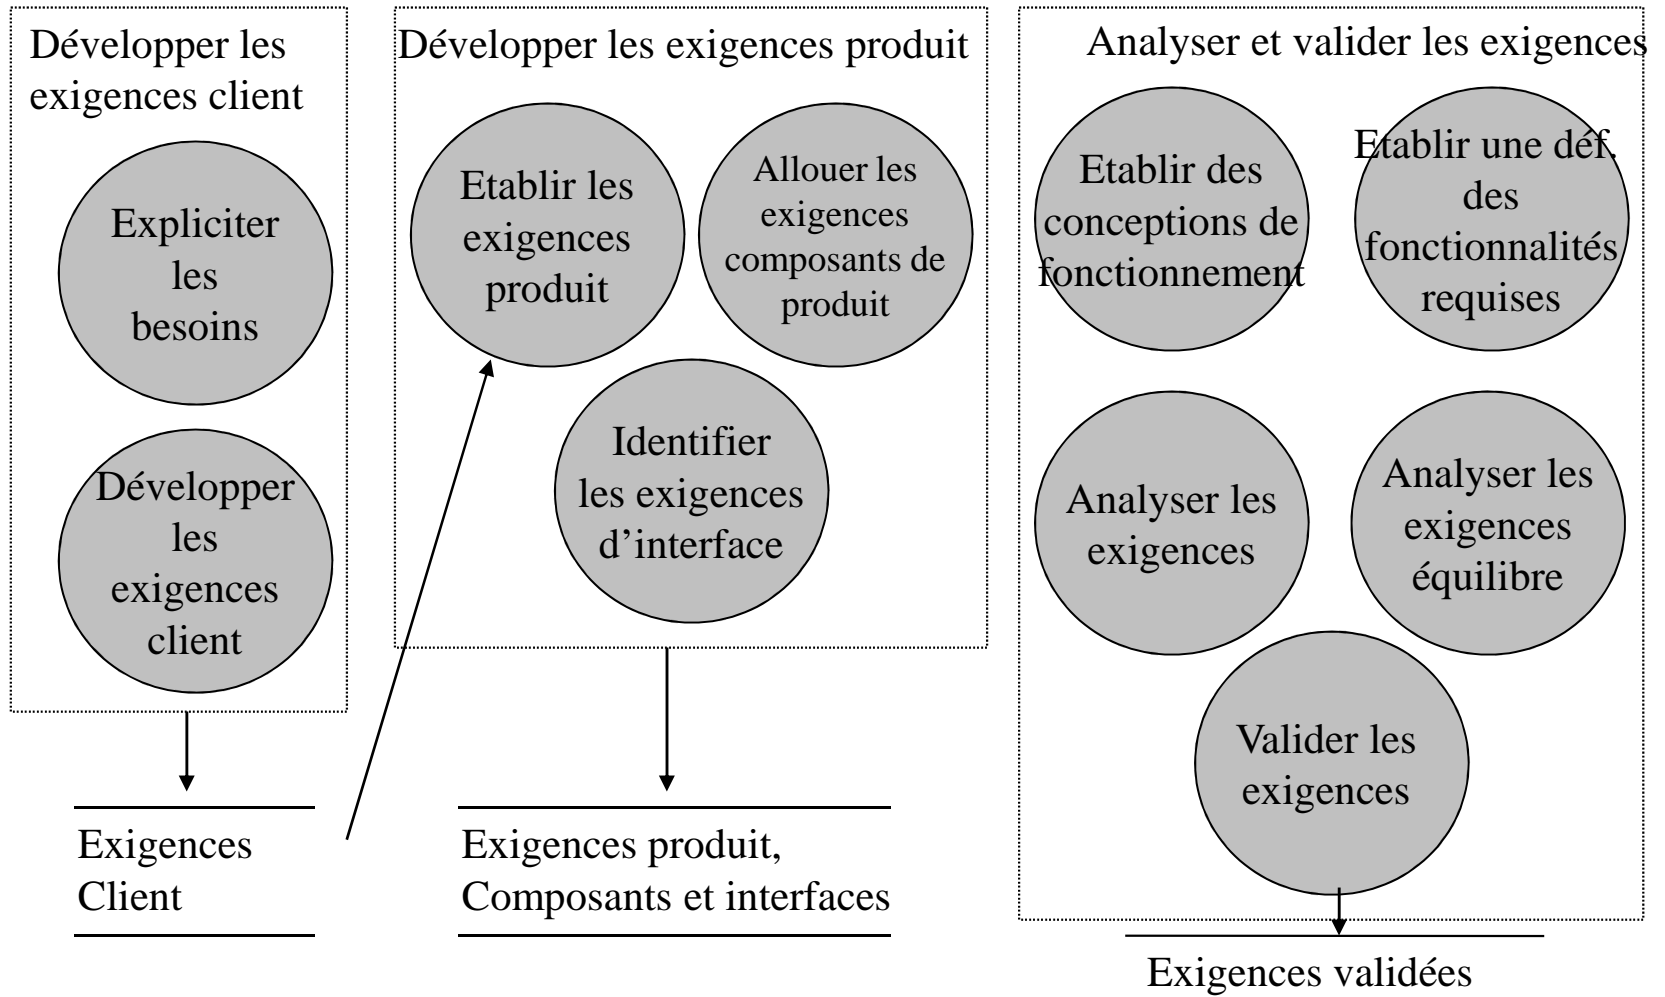 Développer les
exigences client
Expliciter
les
besoins
Développer
les
exigences
client
Exigences
Client
Développer les exigences produit
Etablir les
exigences
produit
Allouer les
exigences
composants de
produit
Identifier
les exigences
d’interface
Exigences produit,
Composants et interfaces
Analyser et valider les exigences
Etablir des
conceptions de
fonctionnement
Etablir une déf.
des
fonctionnalités
requises
Analyser les
exigences
Analyser les
exigences
équilibre
Valider les
exigences
Exigences validées